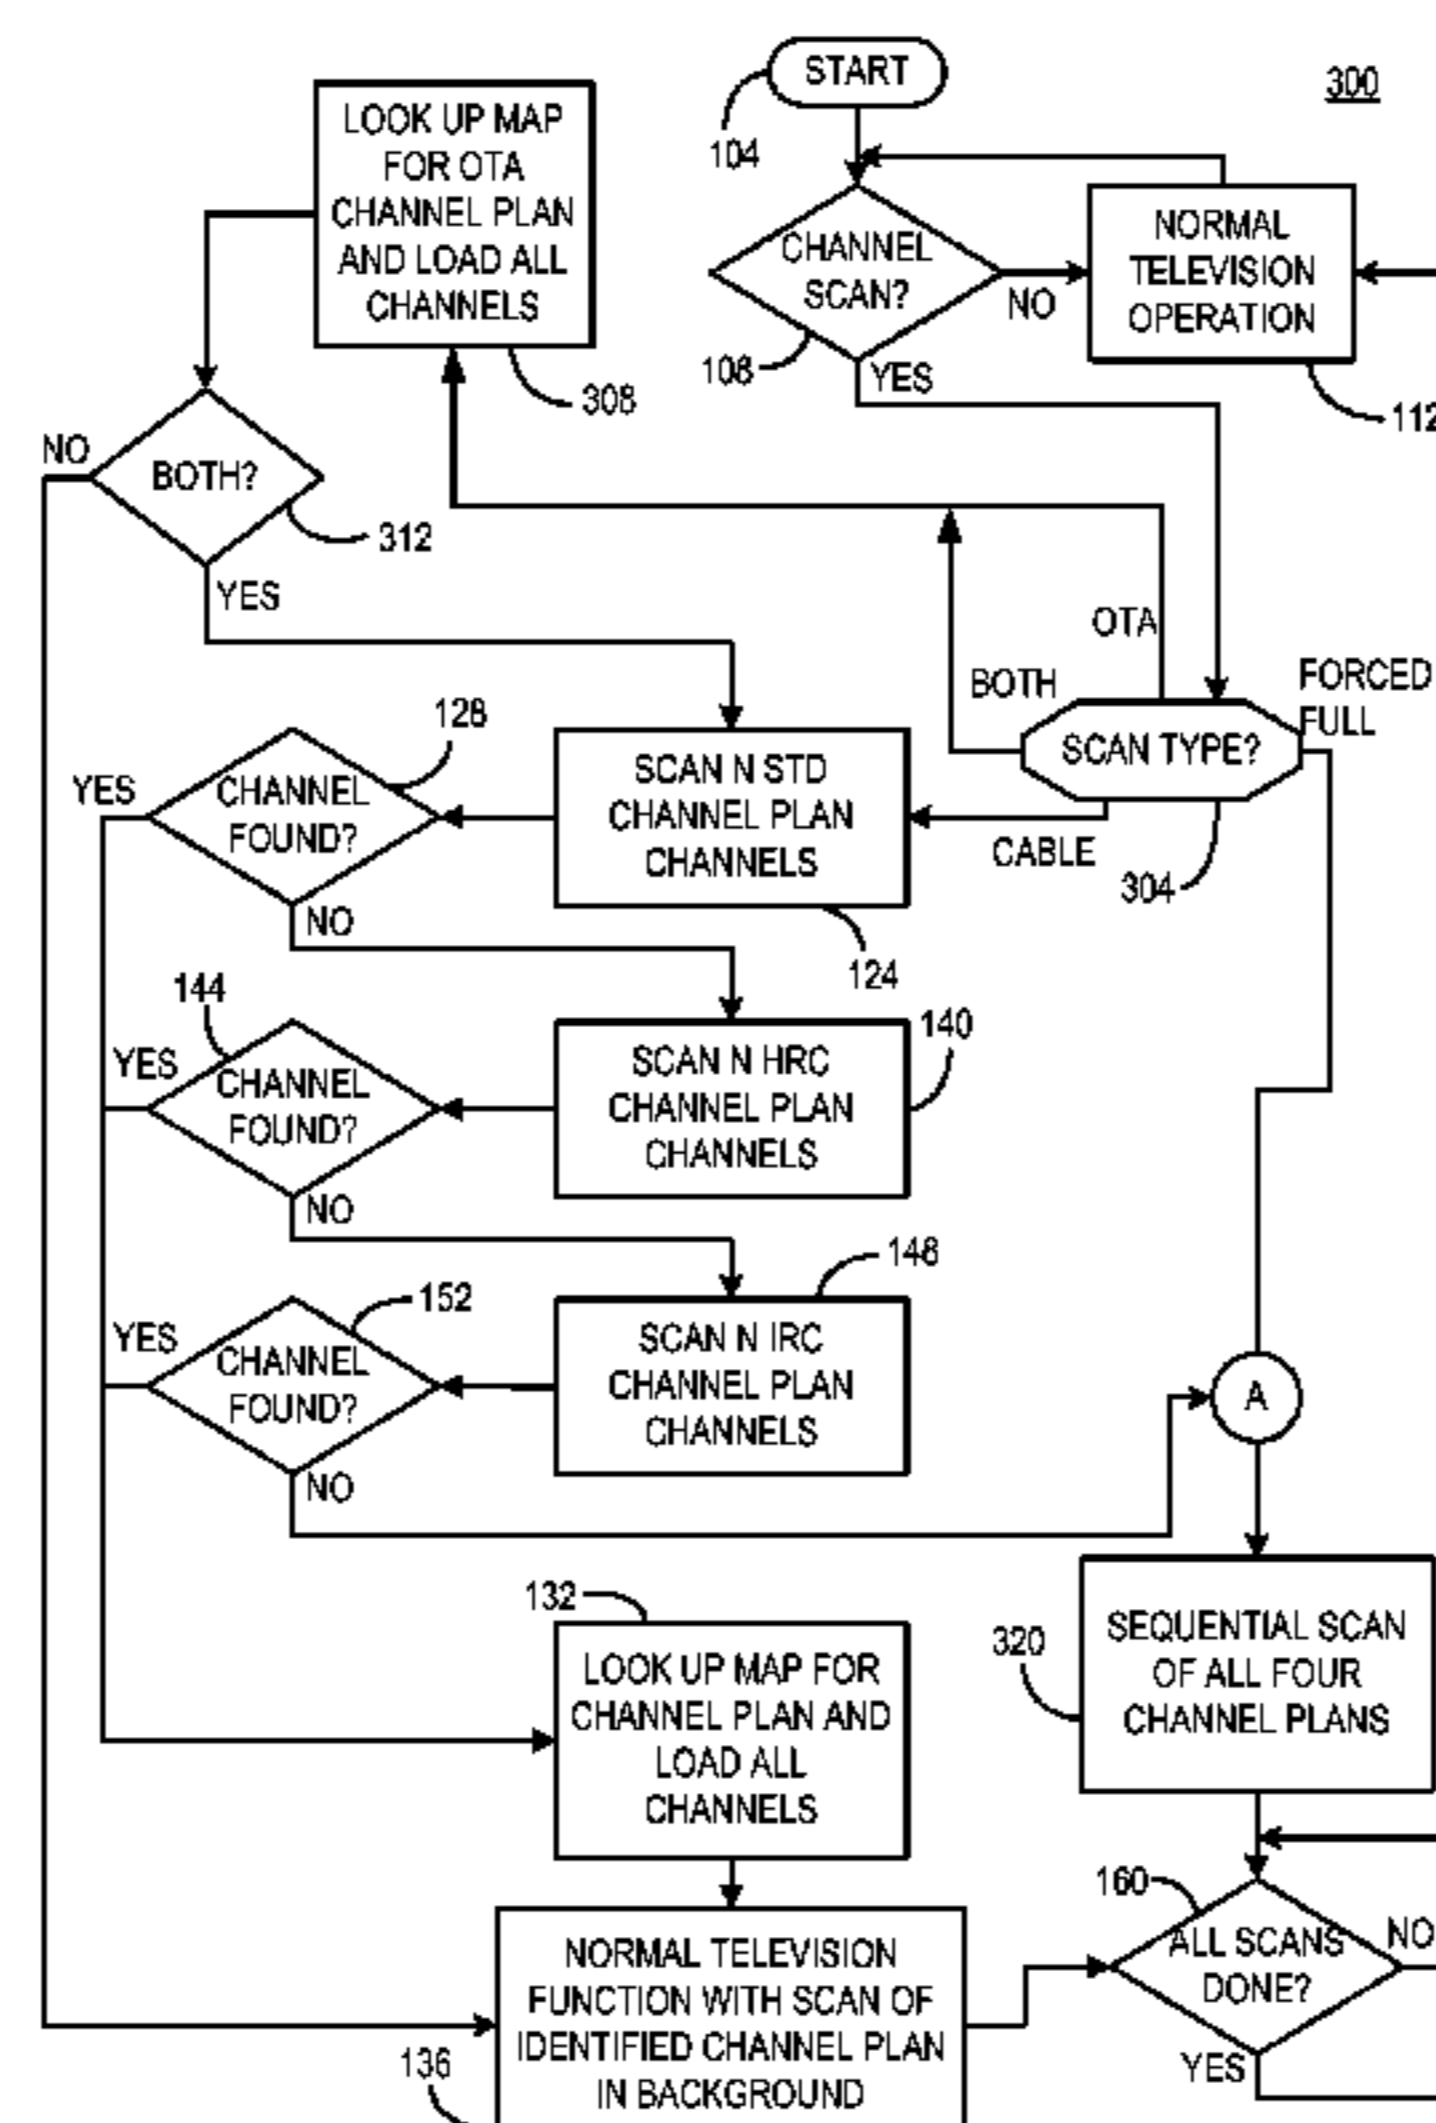 START
300
104
LOOK UP MAP
FOR OTA
CHANNEL PLAN
AND LOAD ALL
CHANNELS
308
CHANNEL
SCAN?
108
NO
YES
NORMAL
TELEVISION
OPERATION
112
NO
BOTH?
312
YES
OTA
BOTH
FORCED
FULL
SCAN TYPE?
CABLE
304
128
YES
CHANNEL
FOUND?
NO
SCAN N STD
CHANNEL PLAN
CHANNELS
124
144
YES
CHANNEL
FOUND?
NO
SCAN N HRC
CHANNEL PLAN
CHANNELS
140
148
152
YES
CHANNEL
FOUND?
NO
SCAN N IRC
CHANNEL PLAN
CHANNELS
A
132
LOOK UP MAP FOR
CHANNEL PLAN AND
LOAD ALL
CHANNELS
320
SEQUENTIAL SCAN
OF ALL FOUR
CHANNEL PLANS
160
ALL SCANS
DONE?
NO
YES
NORMAL TELEVISION
FUNCTION WITH SCAN OF
IDENTIFIED CHANNEL PLAN
IN BACKGROUND
136